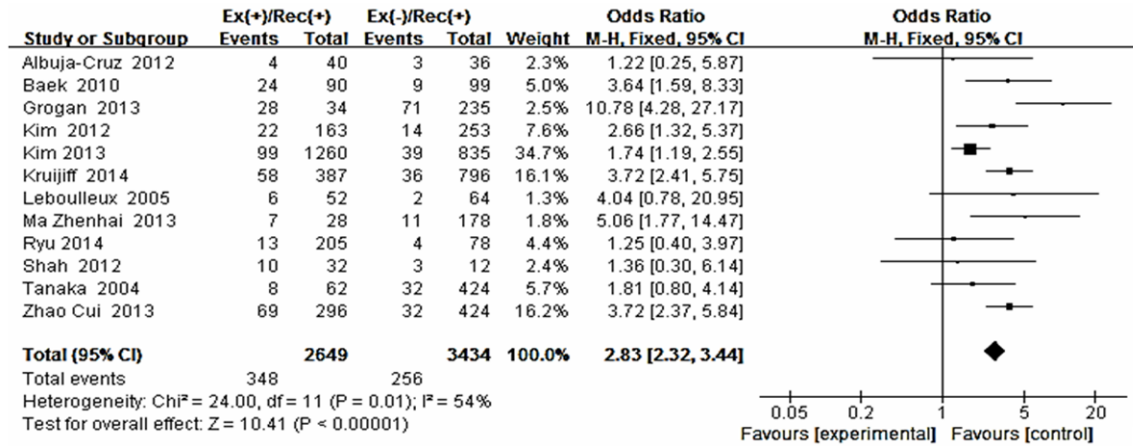 Ex(+)/Rec(+) Ex(-)/Rec(+) Odds Ratio Odds Ratio
Study or Subgroup Events Total Events Total Weight M-H, Fixed, 95% CI M-H, Fixed, 95% CI
Albuja-Cruz 2012 4 40 3 36 2.3% 1.22 [0.25, 5.87]
Baek 2010 24 90 9 99 5.0% 3.64 [1.59, 8.33]
Grogan 2013 28 34 71 235 2.5% 10.78 [4.28, 27.17]
Kim 2012 22 163 14 253 7.6% 2.66 [1.32, 5.37]
Kim 2013 99 1260 39 835 34.7% 1.74 [1.19, 2.55]
Kruijiff 2014 58 387 36 796 16.1% 3.72 [2.41, 5.75]
Leboulleux 2005 6 52 2 64 1.3% 4.04 [0.78, 20.95]
Ma Zhenhai 2013 7 28 11 178 1.8% 5.06 [1.77, 14.47]
Ryu 2014 13 205 4 78 4.4% 1.25 [0.40, 3.97]
Shah 2012 10 32 3 12 2.4% 1.36 [0.30, 6.14]
Tanaka 2004 8 62 32 424 5.7% 1.81 [0.80, 4.14]
Zhao Cui 2013 69 296 32 424 16.2% 3.72 [2.37, 5.84]
Total (95% CI) 2649 3434 100.0% 2.83 [2.32, 3.44]
Total events 348 256
Heterogeneity: Chi² = 24.00, df = 11 (P = 0.01); I² = 54%
Test for overall effect: Z = 10.41 (P < 0.00001)
0.05 0.2 1 5 20
Favours [experimental] Favours [control]